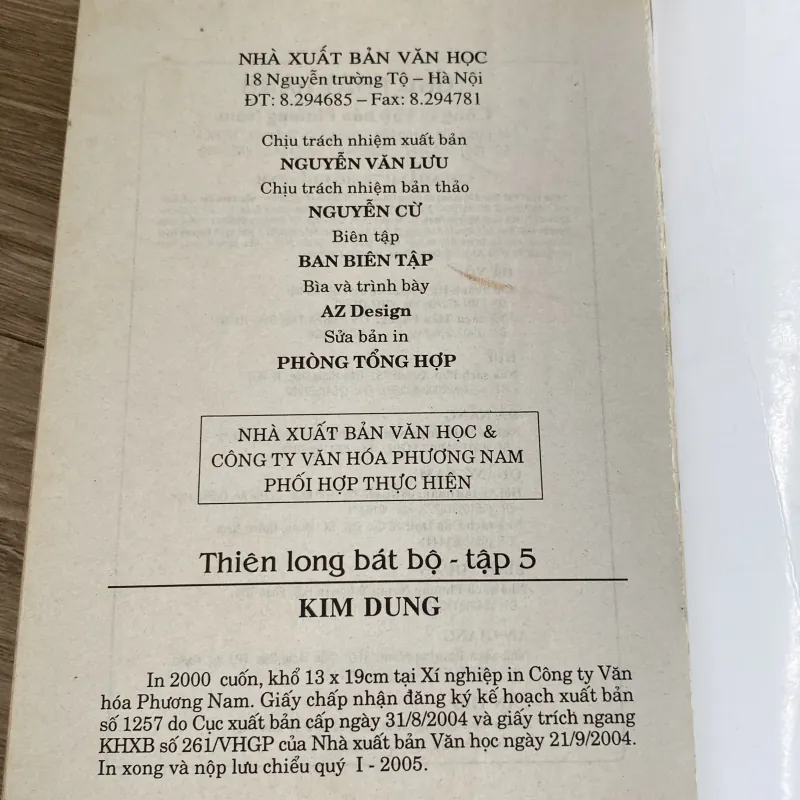 NHÀ XUẤT BẢN VĂN HỌC
18 Nguyễn trường Tộ – Hà Nội
ĐT: 8.294685 – Fax: 8.294781
Chịu trách nhiệm xuất bản
NGUYỄN VĂN LƯU
Chịu trách nhiệm bản thảo
NGUYỄN CỪ
Biên tập
BAN BIÊN TẬP
Bìa và trình bày
AZ Design
Sửa bản in
PHÒNG TỔNG HỢP
NHÀ XUẤT BẢN VĂN HỌC &
CÔNG TY VĂN HÓA PHƯƠNG NAM
PHỐI HỢP THỰC HIỆN
Thiên long bát bộ - tập 5
KIM DUNG
In 2000 cuốn, khổ 13 x 19cm tại Xí nghiệp in Công ty Văn
hóa Phương Nam. Giấy chấp nhận đăng ký kế hoạch xuất bản
số 1257 do Cục xuất bản cấp ngày 31/8/2004 và giấy trích ngang
KHXB số 261/VHGP của Nhà xuất bản Văn học ngày 21/9/2004.
In xong và nộp lưu chiểu quý I - 2005.